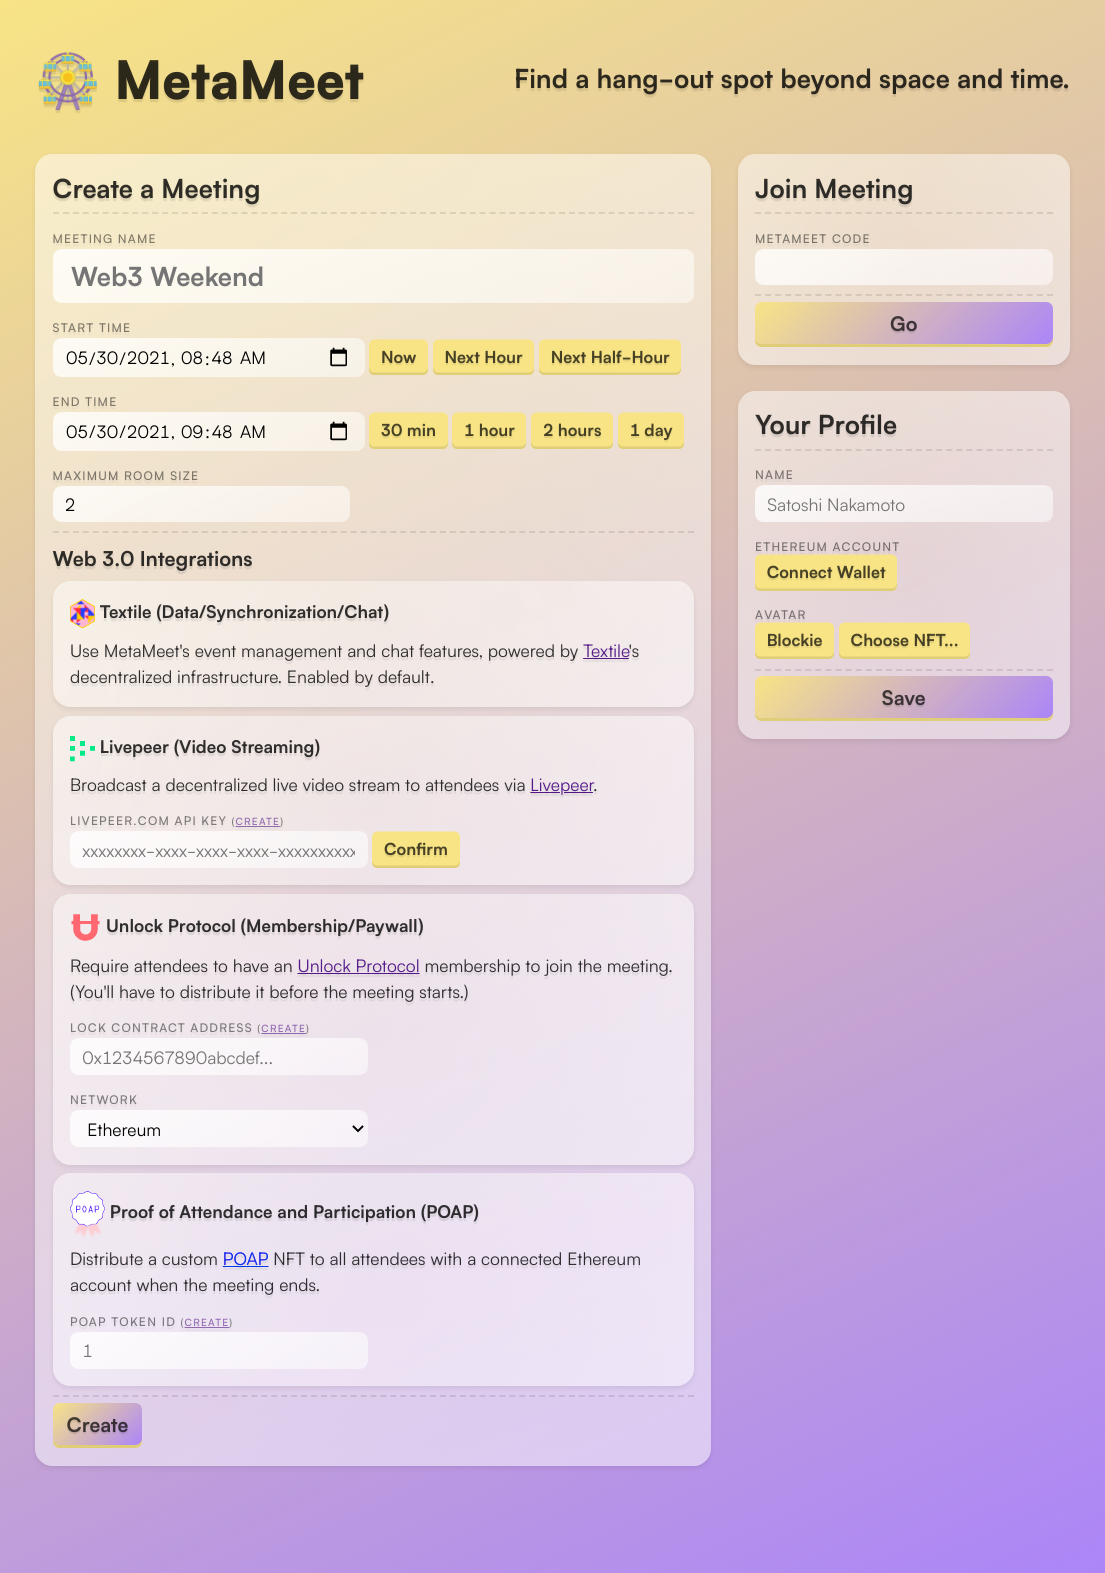 MetaMeet
Find a hang-out spot beyond space and time.
Create a Meeting
MEETING NAME
Web3 Weekend
START TIME
05/30/2021, 08:48 AM
Now
Next Hour
Next Half-Hour
END TIME
05/30/2021, 09:48 AM
30 min
1 hour
2 hours
1 day
MAXIMUM ROOM SIZE
2
Web 3.0 Integrations
Textile (Data/Synchronization/Chat)
Use MetaMeet's event management and chat features, powered by Textile's
decentralized infrastructure. Enabled by default.
Livepeer (Video Streaming)
Broadcast a decentralized live video stream to attendees via Livepeer.
LIVEPEER.COM API KEY (CREATE)
xxxxxxxx-xxxx-xxxx-xxxx-xxxxxxxxxx
Confirm
Unlock Protocol (Membership/Paywall)
Require attendees to have an Unlock Protocol membership to join the meeting.
(You'll have to distribute it before the meeting starts.)
LOCK CONTRACT ADDRESS (CREATE)
0x1234567890abcdef...
NETWORK
Ethereum
POAP
Proof of Attendance and Participation (POAP)
Distribute a custom POAP NFT to all attendees with a connected Ethereum
account when the meeting ends.
POAP TOKEN ID (CREATE)
1
Create
Join Meeting
METAMEET CODE
Go
Your Profile
NAME
Satoshi Nakamoto
ETHEREUM ACCOUNT
Connect Wallet
AVATAR
Blockie
Choose NFT...
Save